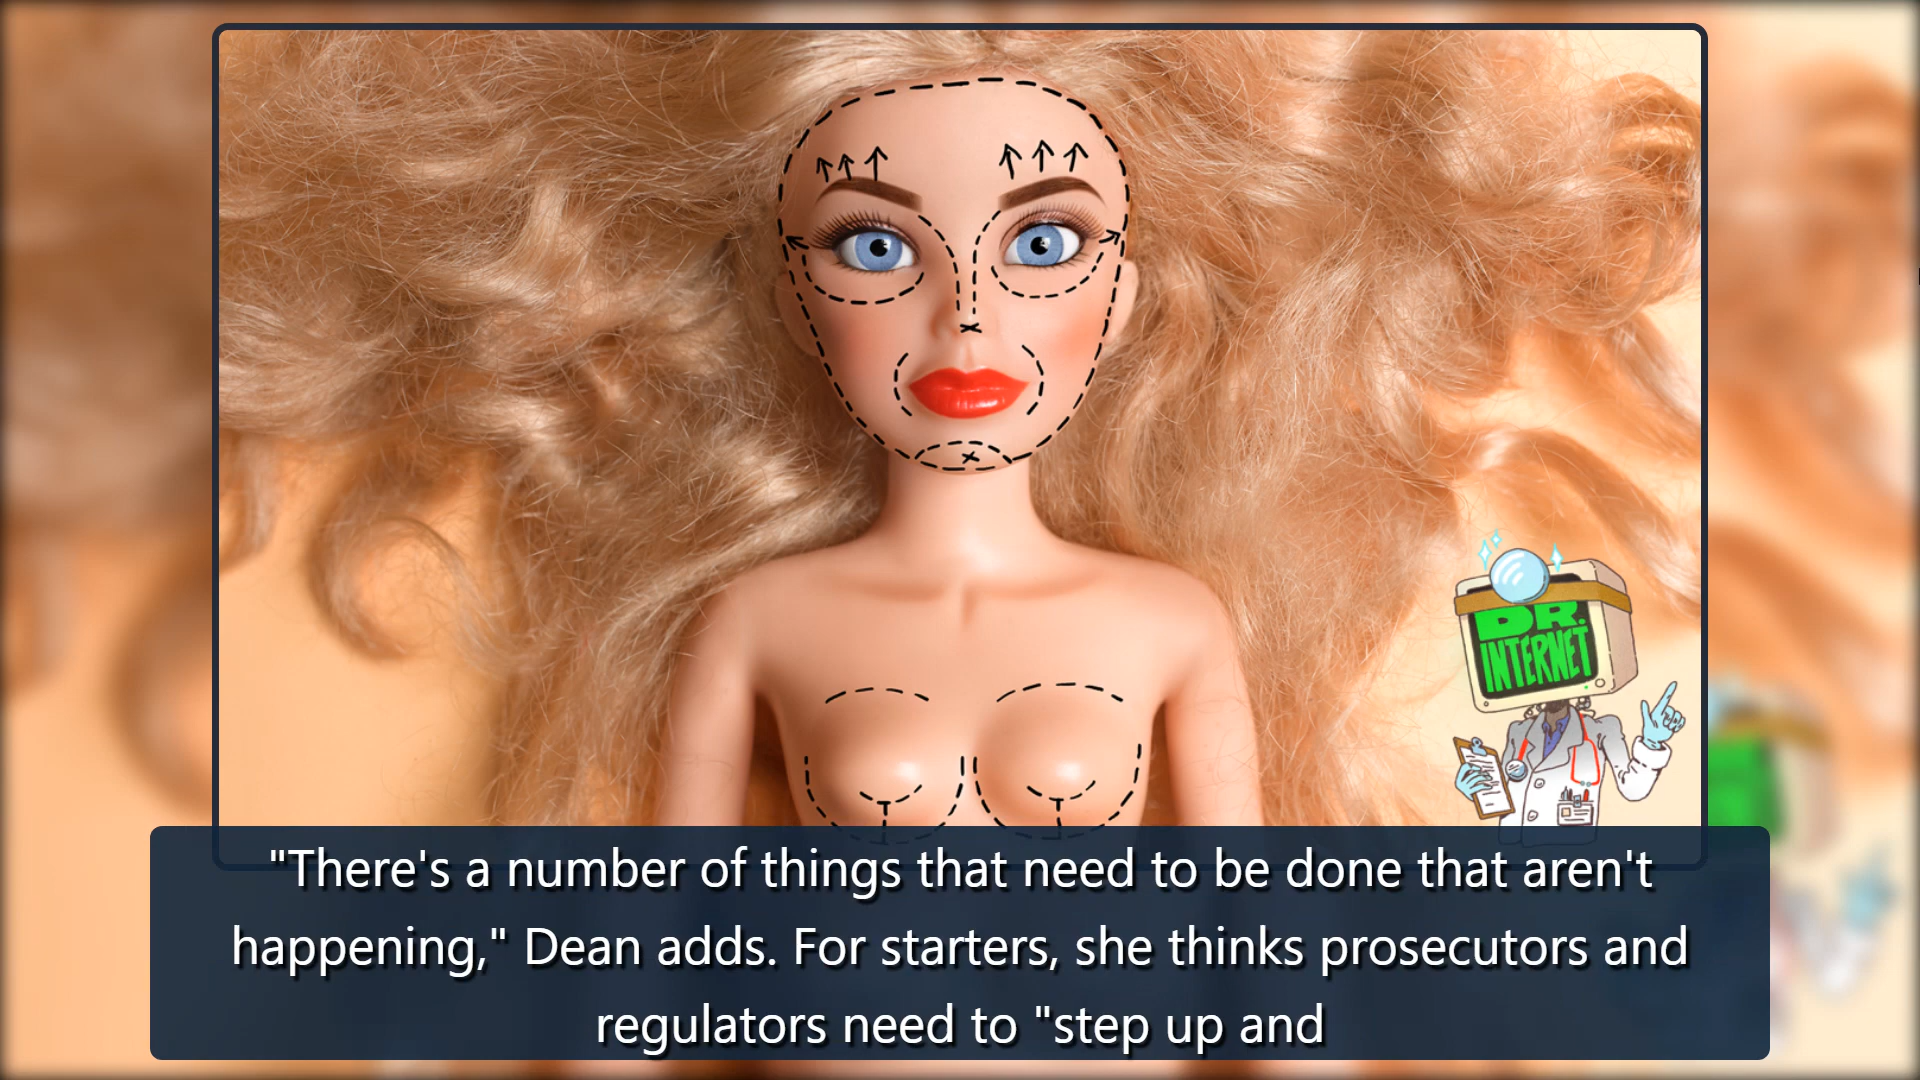 DR.
INTERNET
"There's a number of things that need to be done that aren't
happening," Dean adds. For starters, she thinks prosecutors and
regulators need to "step up and